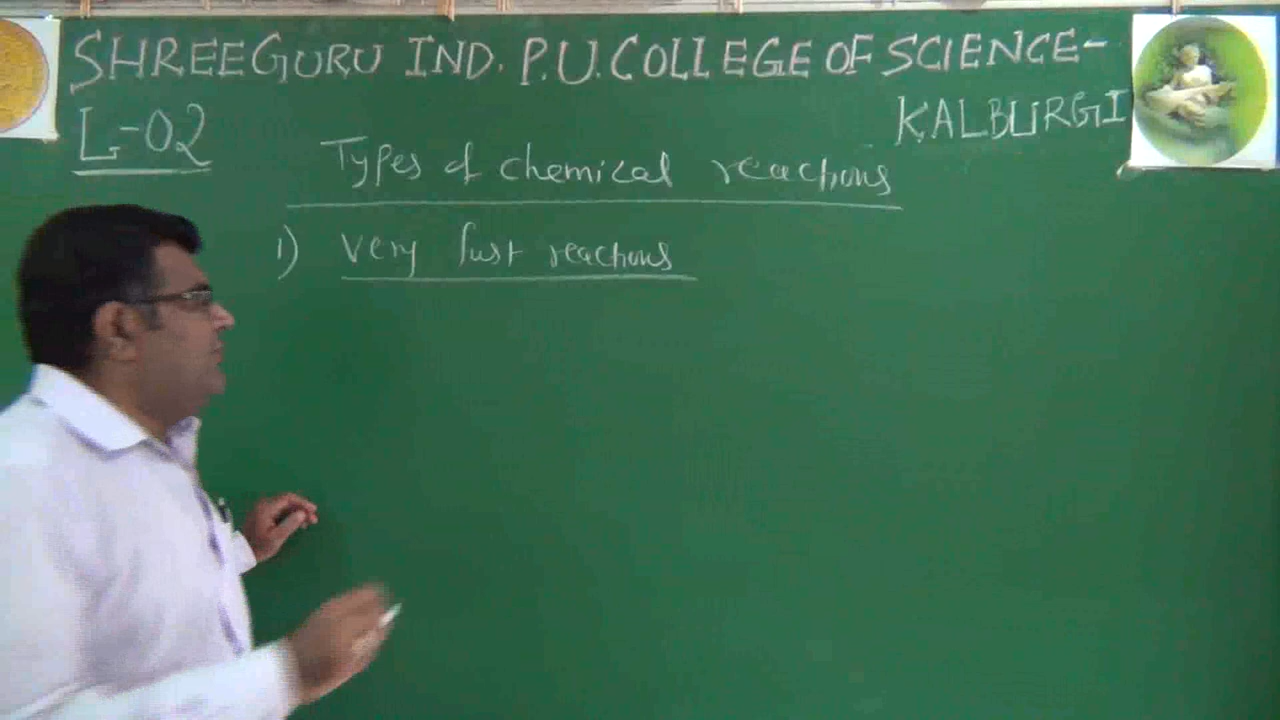 SHREEGURU IND. P.U. COLLEGE OF SCIENCE-
KALBURGI
L-02
Types of chemical reactions
1) Very fast reactions